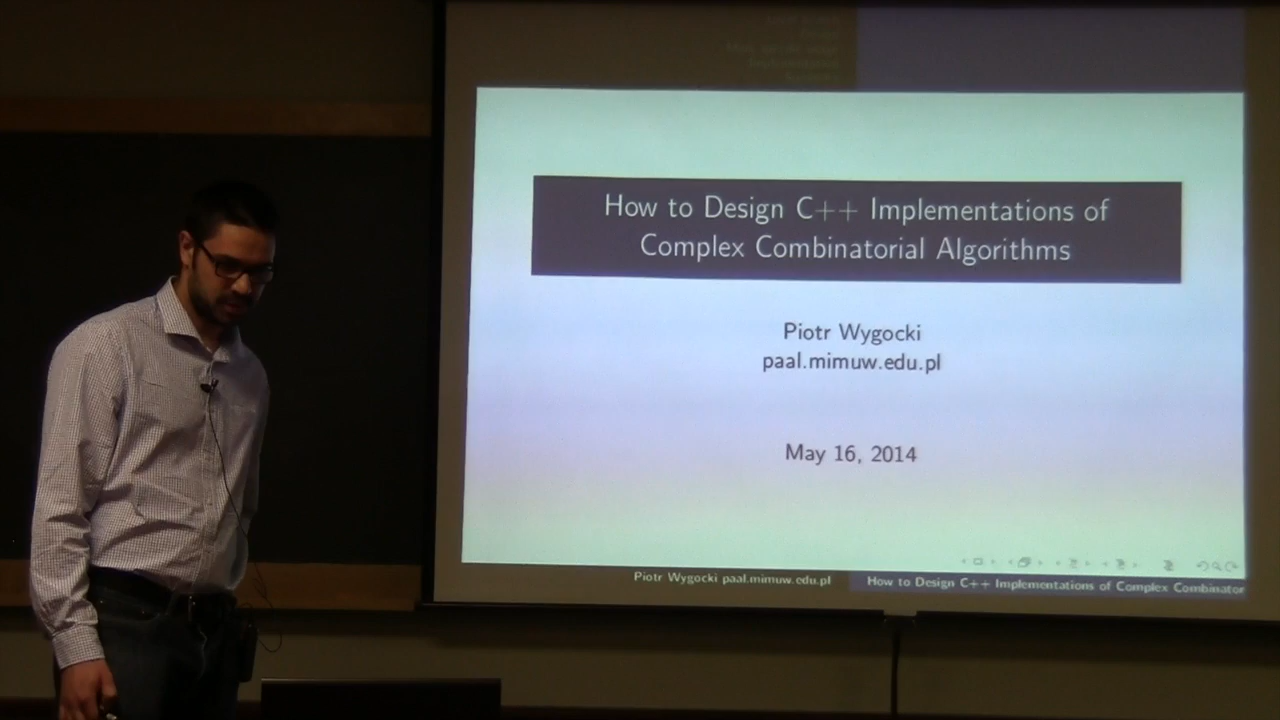 How to Design C++ Implementations of
Complex Combinatorial Algorithms
Piotr Wygocki
paal.mimuw.edu.pl
May 16, 2014
Piotr Wygocki paal.mimuw.edu.pl
How to Design C++ Implementations of Complex Combinator